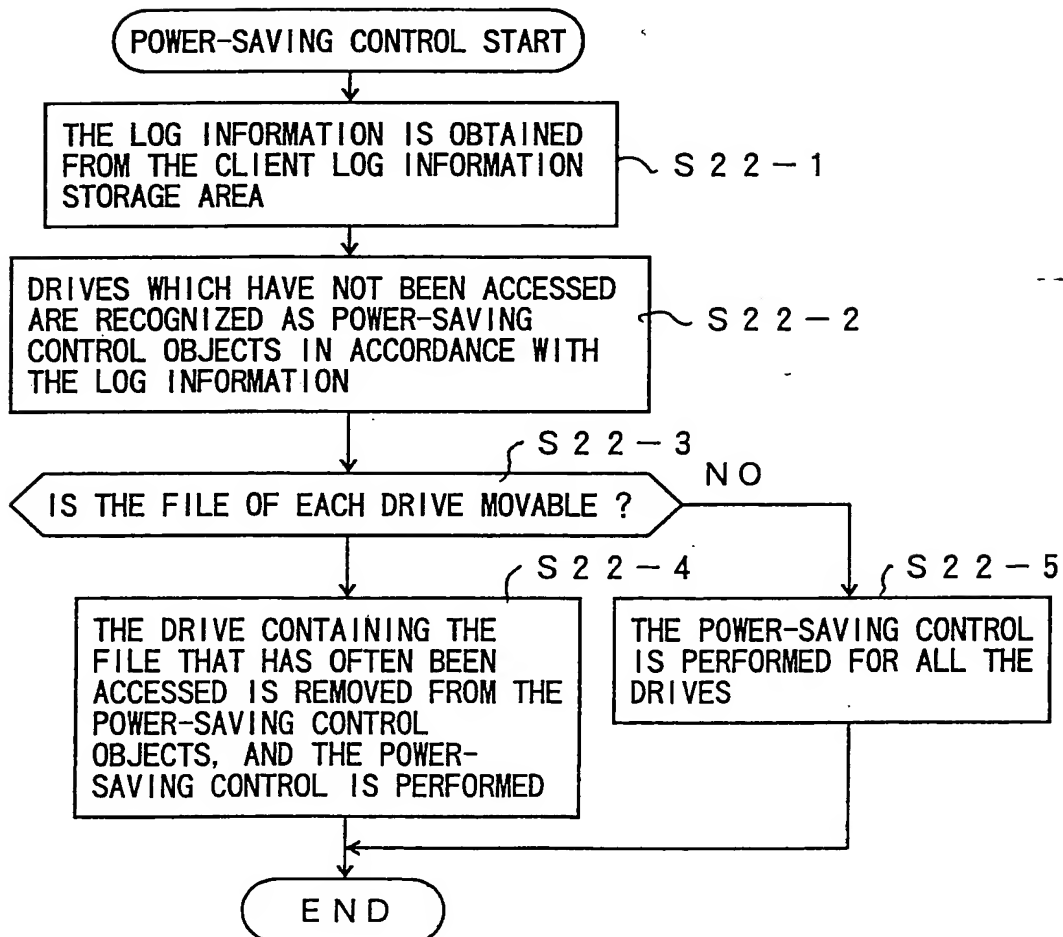 POWER-SAVING CONTROL START
THE LOG INFORMATION IS OBTAINED
FROM THE CLIENT LOG INFORMATION
STORAGE AREA
S22-1
DRIVES WHICH HAVE NOT BEEN ACCESSED
ARE RECOGNIZED AS POWER-SAVING
CONTROL OBJECTS IN ACCORDANCE WITH
THE LOG INFORMATION
S22-2
S22-3
IS THE FILE OF EACH DRIVE MOVABLE ?
NO
S22-4
THE DRIVE CONTAINING THE
FILE THAT HAS OFTEN BEEN
ACCESSED IS REMOVED FROM THE
POWER-SAVING CONTROL
OBJECTS, AND THE POWER-
SAVING CONTROL IS PERFORMED
S22-5
THE POWER-SAVING CONTROL
IS PERFORMED FOR ALL THE
DRIVES
END